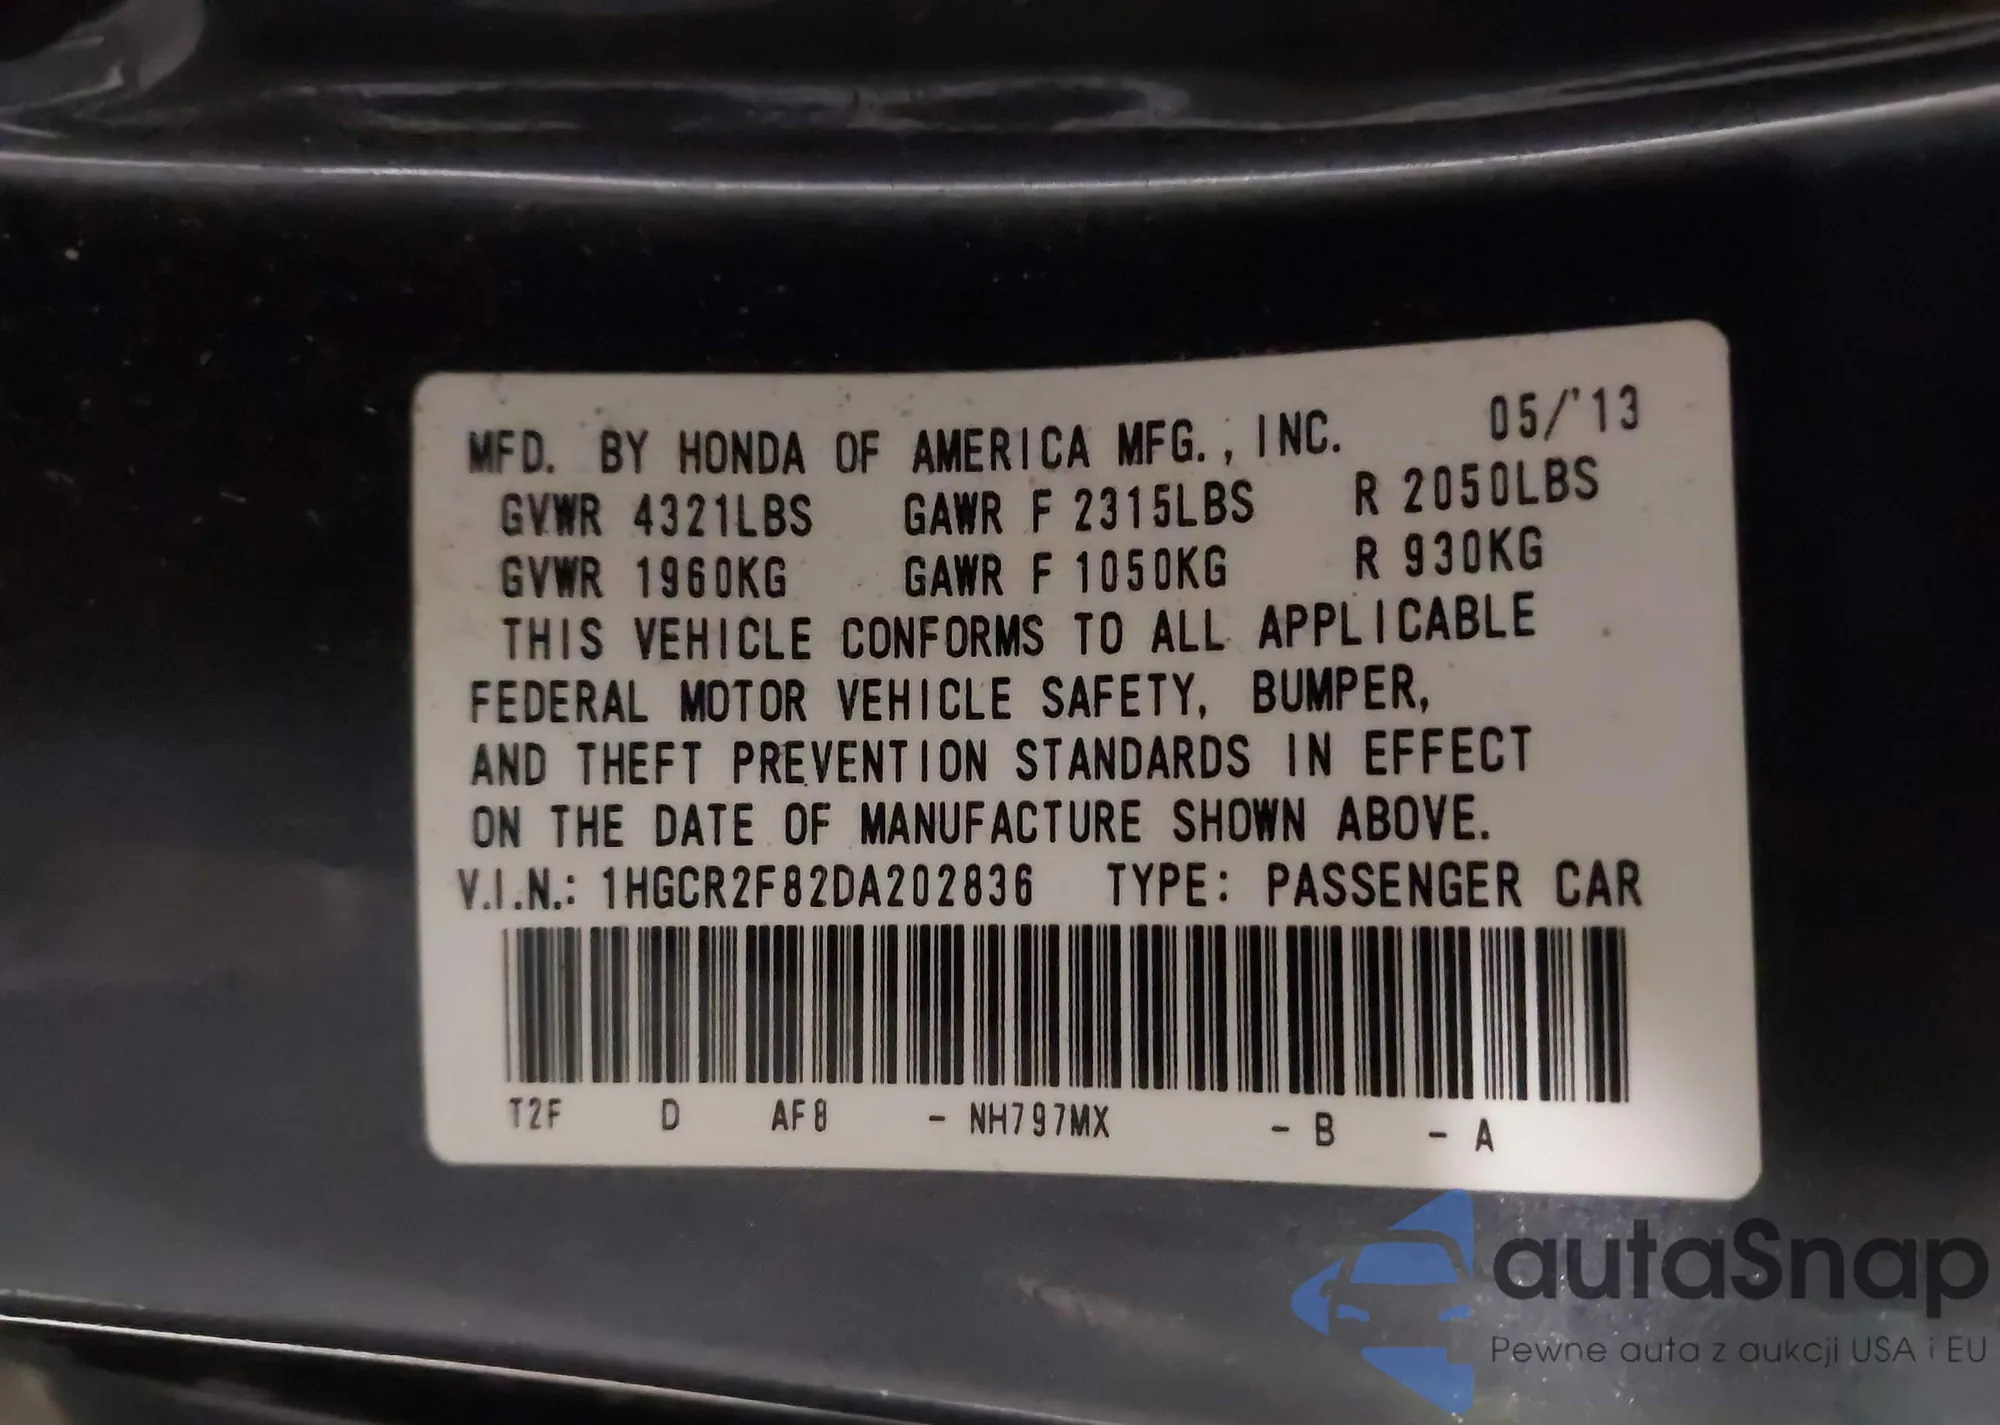 MFD. BY HONDA OF AMERICA MFG., INC. 05/'13
GVWR 4321LBS GAWR F 2315LBS R 2050LBS
GVWR 1960KG GAWR F 1050KG R 930KG
THIS VEHICLE CONFORMS TO ALL APPLICABLE
FEDERAL MOTOR VEHICLE SAFETY, BUMPER,
AND THEFT PREVENTION STANDARDS IN EFFECT
ON THE DATE OF MANUFACTURE SHOWN ABOVE.
V.I.N.: 1HGCR2F82DA202836 TYPE: PASSENGER CAR
T2F D AF8 - NH797MX - B - A
autaSnap
Pewne auta z aukcji USA i EU